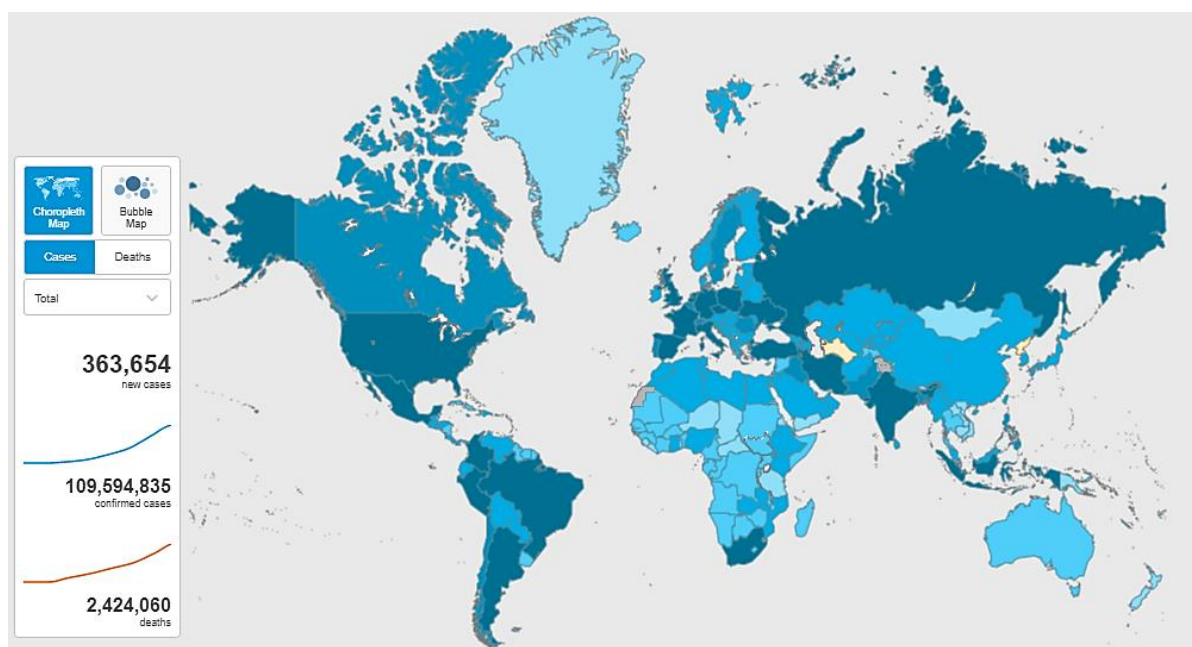 Choropleth
Map
Bubble
Map
Cases
Deaths
Total
363,654
new cases
109,594,835
confirmed cases
2,424,060
deaths